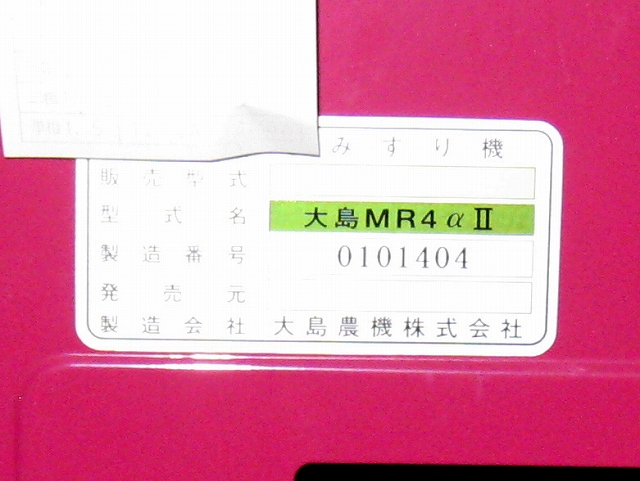 みすり機
販売型式
型式名 大島MR4αⅡ
製造番号 0101404
発売元
製造会社 大島農機株式会社